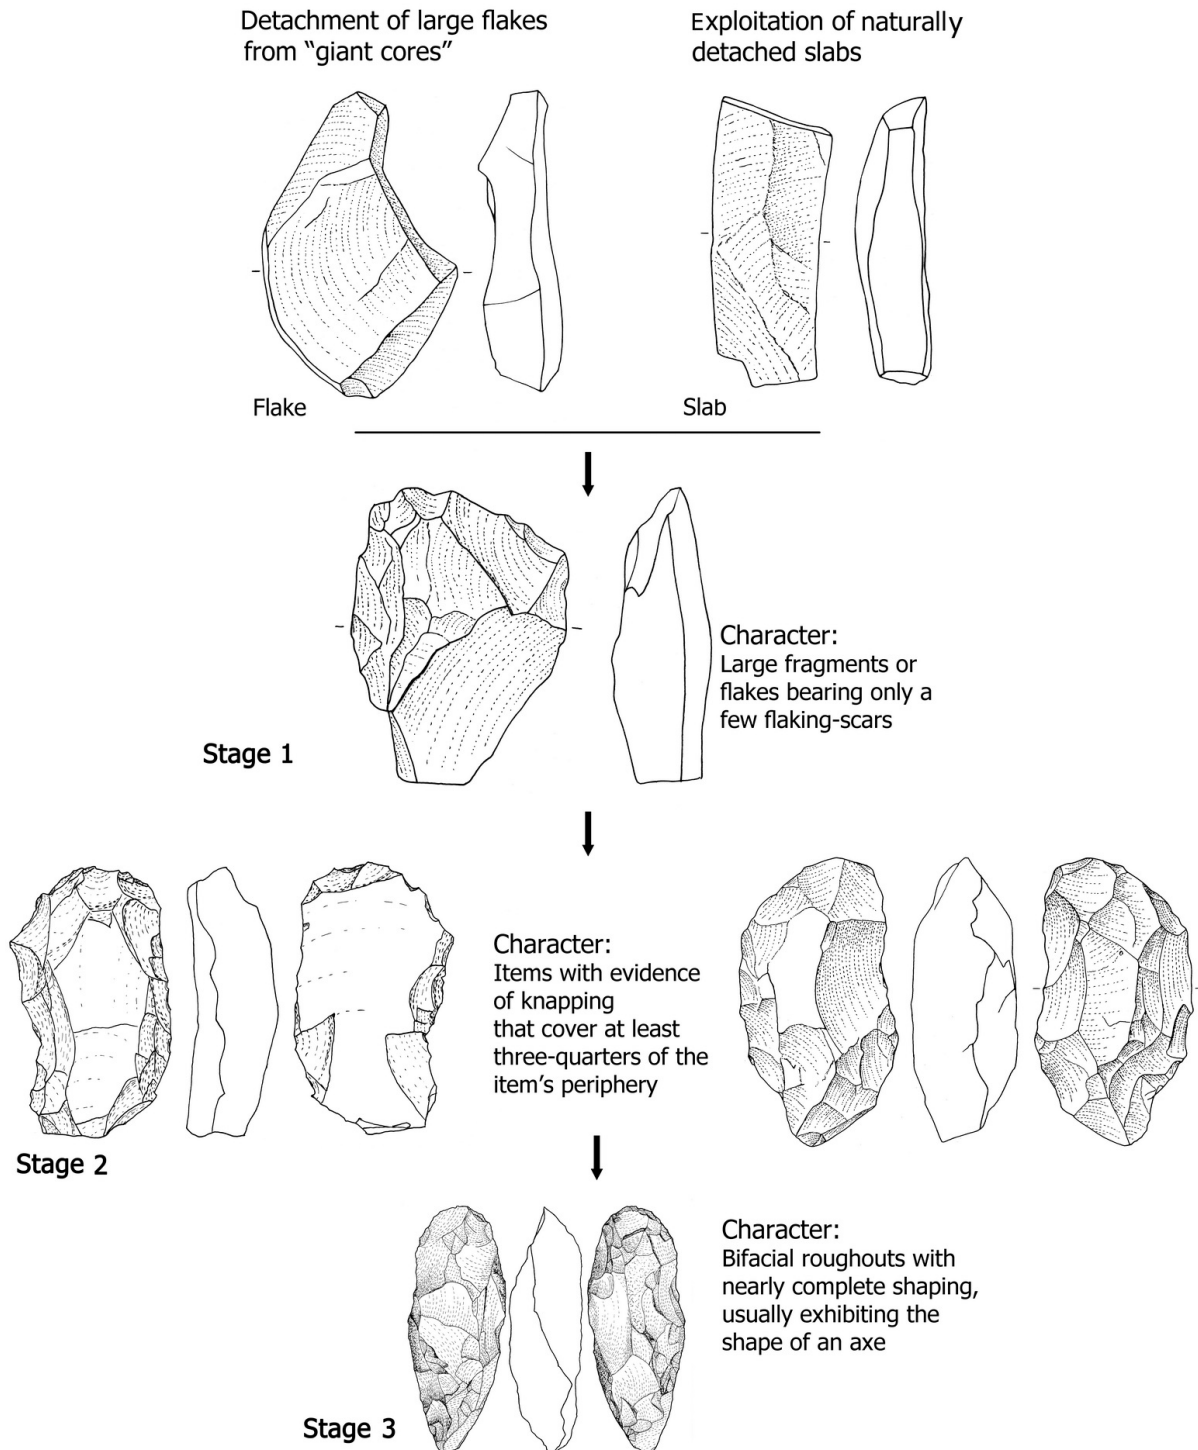 Detachment of large flakes
from “giant cores”
Exploitation of naturally
detached slabs
Flake
Slab
Character:
Large fragments or
flakes bearing only a
few flaking-scars
Stage 1
Character:
Items with evidence
of knapping
that cover at least
three-quarters of the
item’s periphery
Stage 2
Character:
Bifacial roughouts with
nearly complete shaping,
usually exhibiting the
shape of an axe
Stage 3